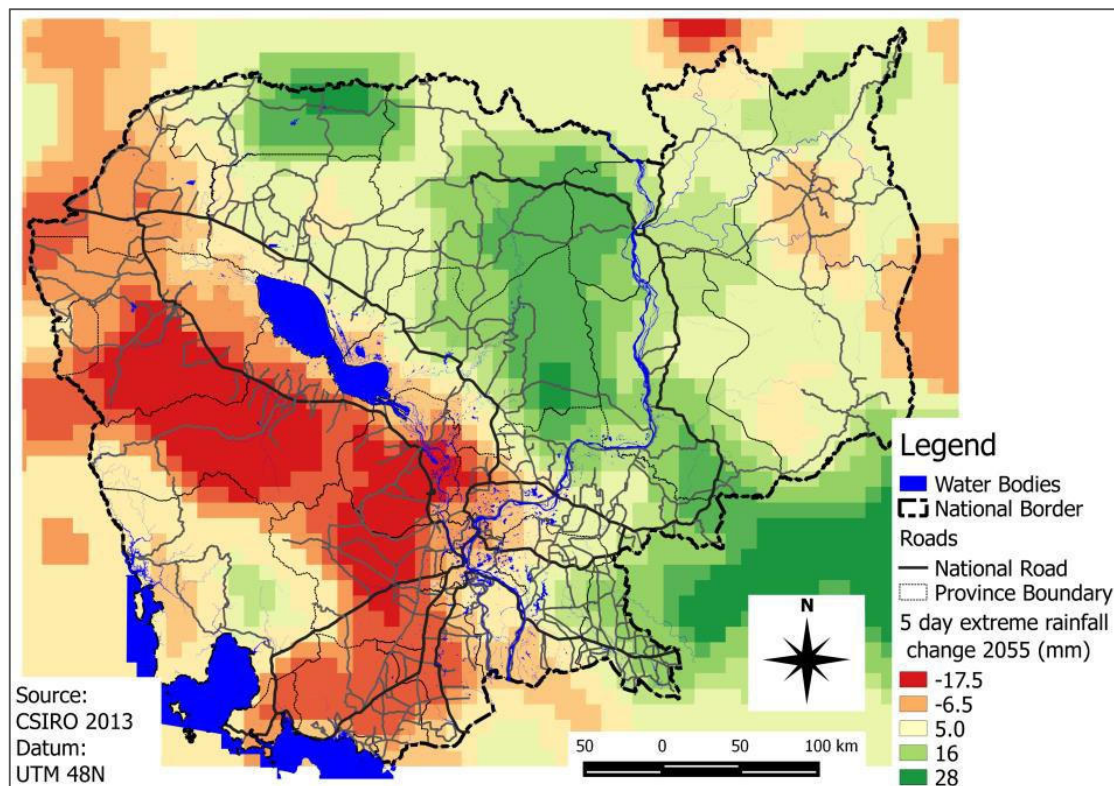 Legend
Water Bodies
National Border
Roads
National Road
Province Boundary
5 day extreme rainfall
change 2055 (mm)
-17.5
-6.5
5.0
16
28
N
50 0 50 100 km
Source:
CSIRO 2013
Datum:
UTM 48N